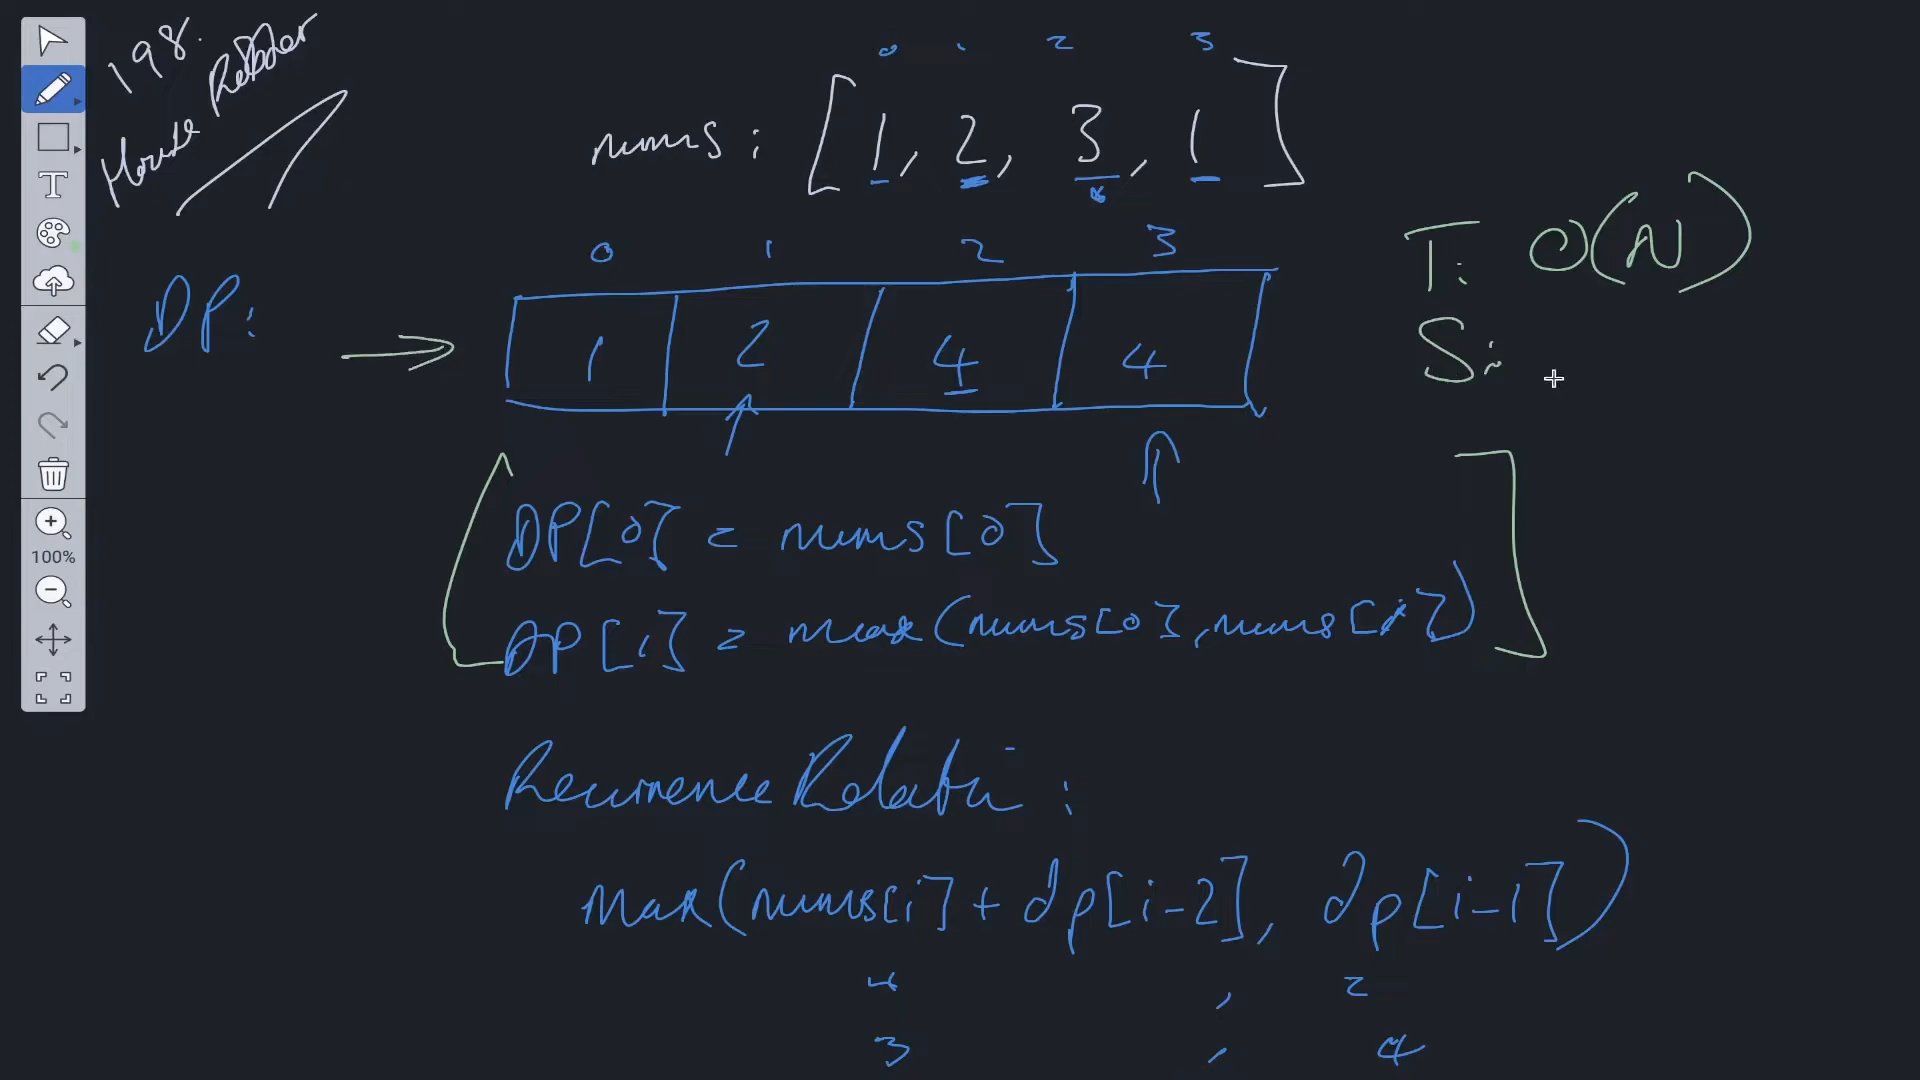 198.
House Robber
0 1 2 3
nums: [1, 2, 3, 1]
0 1 2 3
DP: 1 2 4 4
T: O(N)
S:
DP[0] = nums[0]
DP[1] = max(nums[0], nums[1])
Recurrence Relati:
max(nums[i] + dp[i-2], dp[i-1])
4 , 2
3 , 4
T
100%